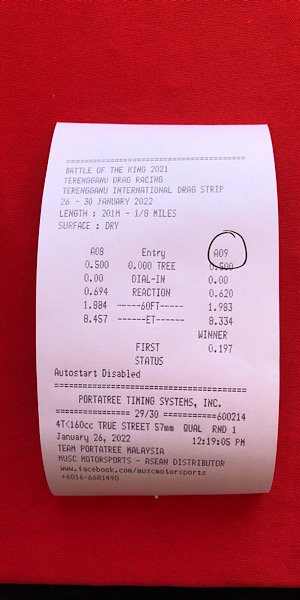 ========================================
BATTLE OF THE KING 2021
TERENGGANU DRAG RACING
TERENGGANU INTERNATIONAL DRAG STRIP
26 - 30 JANUARY 2022
LENGTH : 201M - 1/8 MILES
SURFACE : DRY
A08 Entry A09
0.500 0.000 TREE 0.500
0.00 DIAL-IN 0.00
0.694 REACTION 0.620
1.884 -----60FT----- 1.983
8.457 ------ET------ 8.334
WINNER
FIRST 0.197
STATUS
Autostart Disabled
========================================
PORTATREE TIMING SYSTEMS, INC.
=============== 29/30 ===========600214
4T<160cc TRUE STREET 57mm QUAL RND 1
January 26, 2022 12:19:05 PM
TEAM PORTATREE MALAYSIA
MUSC MOTORSPORTS - ASEAN DISTRIBUTOR
www.facebook.com/muscmotorsports
+6016-6681490